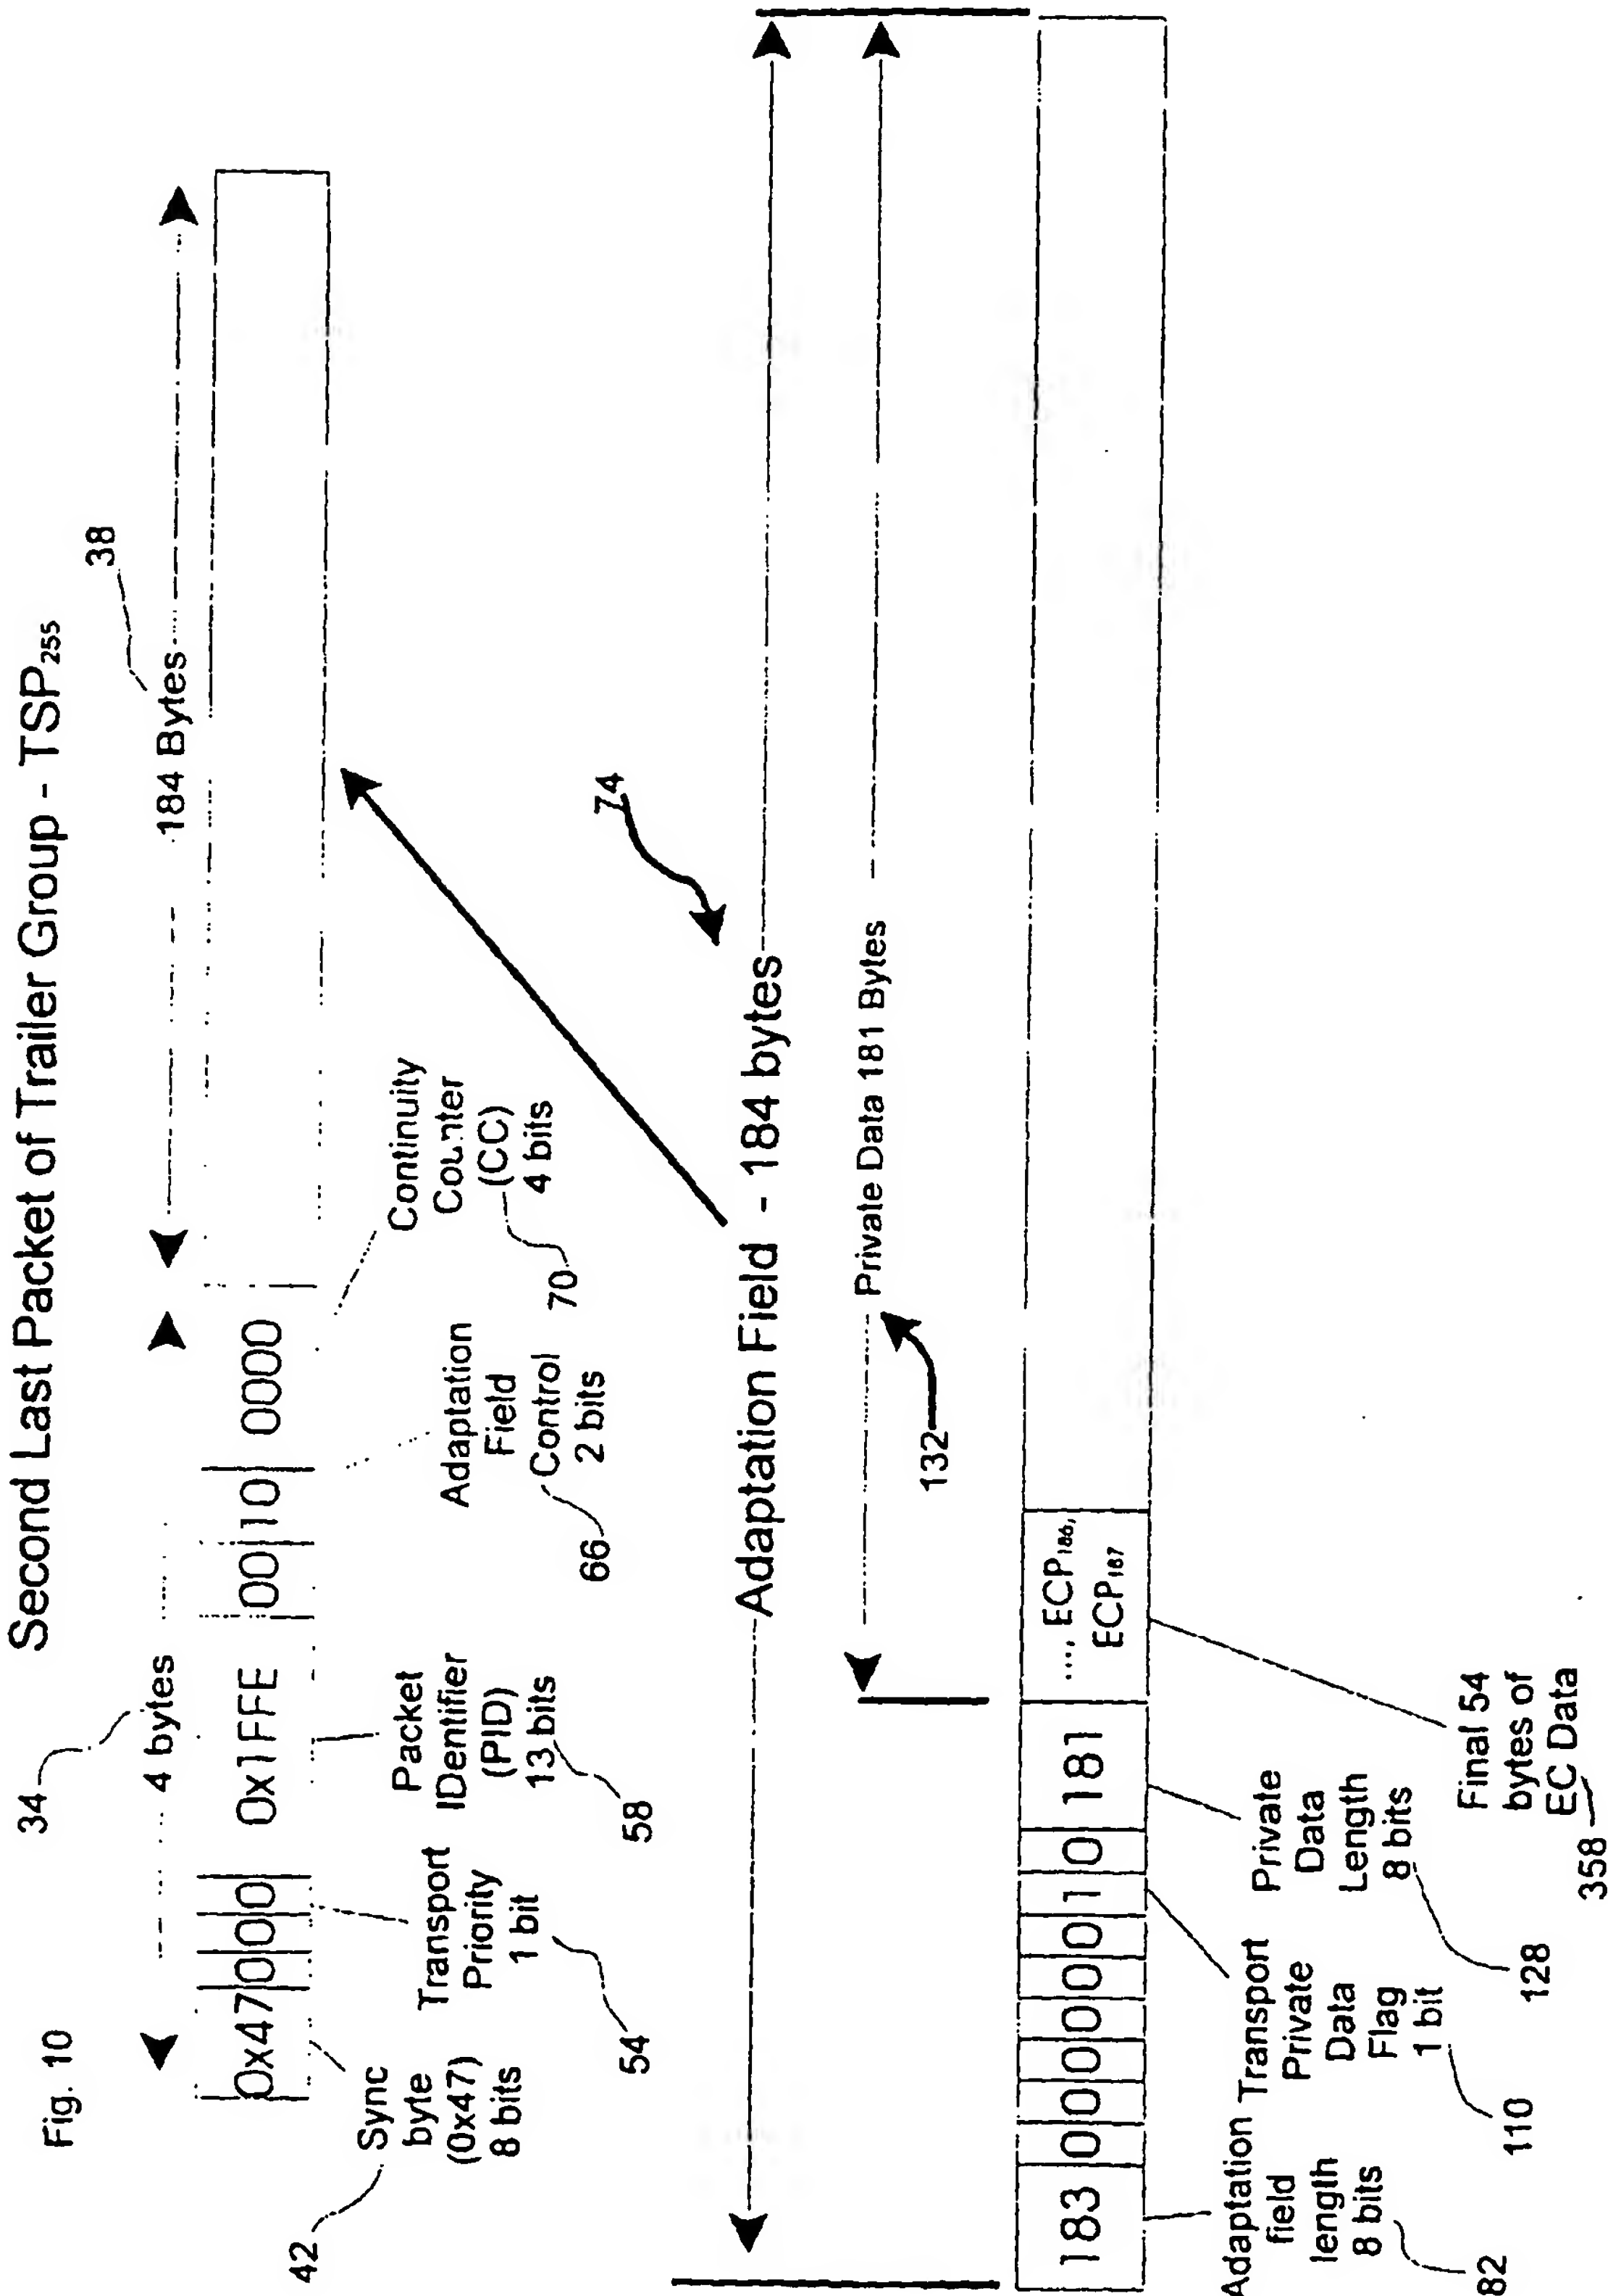 Fig. 10
Second Last Packet of Trailer Group - TSP255
34
4 bytes
184 Bytes
38
0x47 0 0 0 0x1FFE 00 10 0000
42
Sync
byte
(0x47)
8 bits
Transport
Priority
1 bit
54
Packet
IDentifier
(PID)
13 bits
58
Adaptation
Field
Control
2 bits
66
Continuity
Counter
(CC)
4 bits
70
74
Adaptation Field - 184 bytes
Private Data 181 Bytes
132
183 0 0 0 0 0 0 1 0 181 ..., ECP186,
ECP187
Adaptation
field
length
8 bits
82
Transport
Private
Data
Flag
1 bit
110
Private
Data
Length
8 bits
128
Final 54
bytes of
EC Data
358